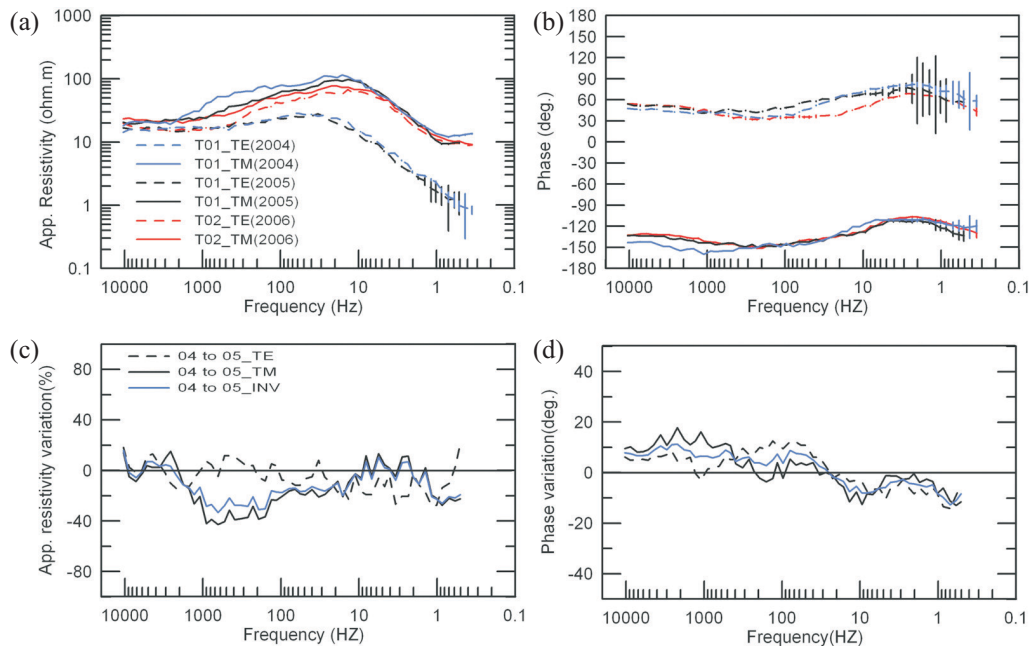 (a)
App. Resistivity (ohm.m)
1000
100
10
1
0.1
T01_TE(2004)
T01_TM(2004)
T01_TE(2005)
T01_TM(2005)
T02_TE(2006)
T02_TM(2006)
10000 1000 100 10 1 0.1
Frequency (Hz)
(b)
Phase (deg.)
180
150
120
90
60
30
0
-30
-60
-90
-120
-150
-180
10000 1000 100 10 1 0.1
Frequency (HZ)
(c)
App. resistivity variation(%)
80
40
0
-40
-80
04 to 05_TE
04 to 05_TM
04 to 05_INV
10000 1000 100 10 1 0.1
Frequency (HZ)
(d)
Phase variation(deg.)
40
20
0
-20
-40
10000 1000 100 10 1 0.1
Frequency(HZ)